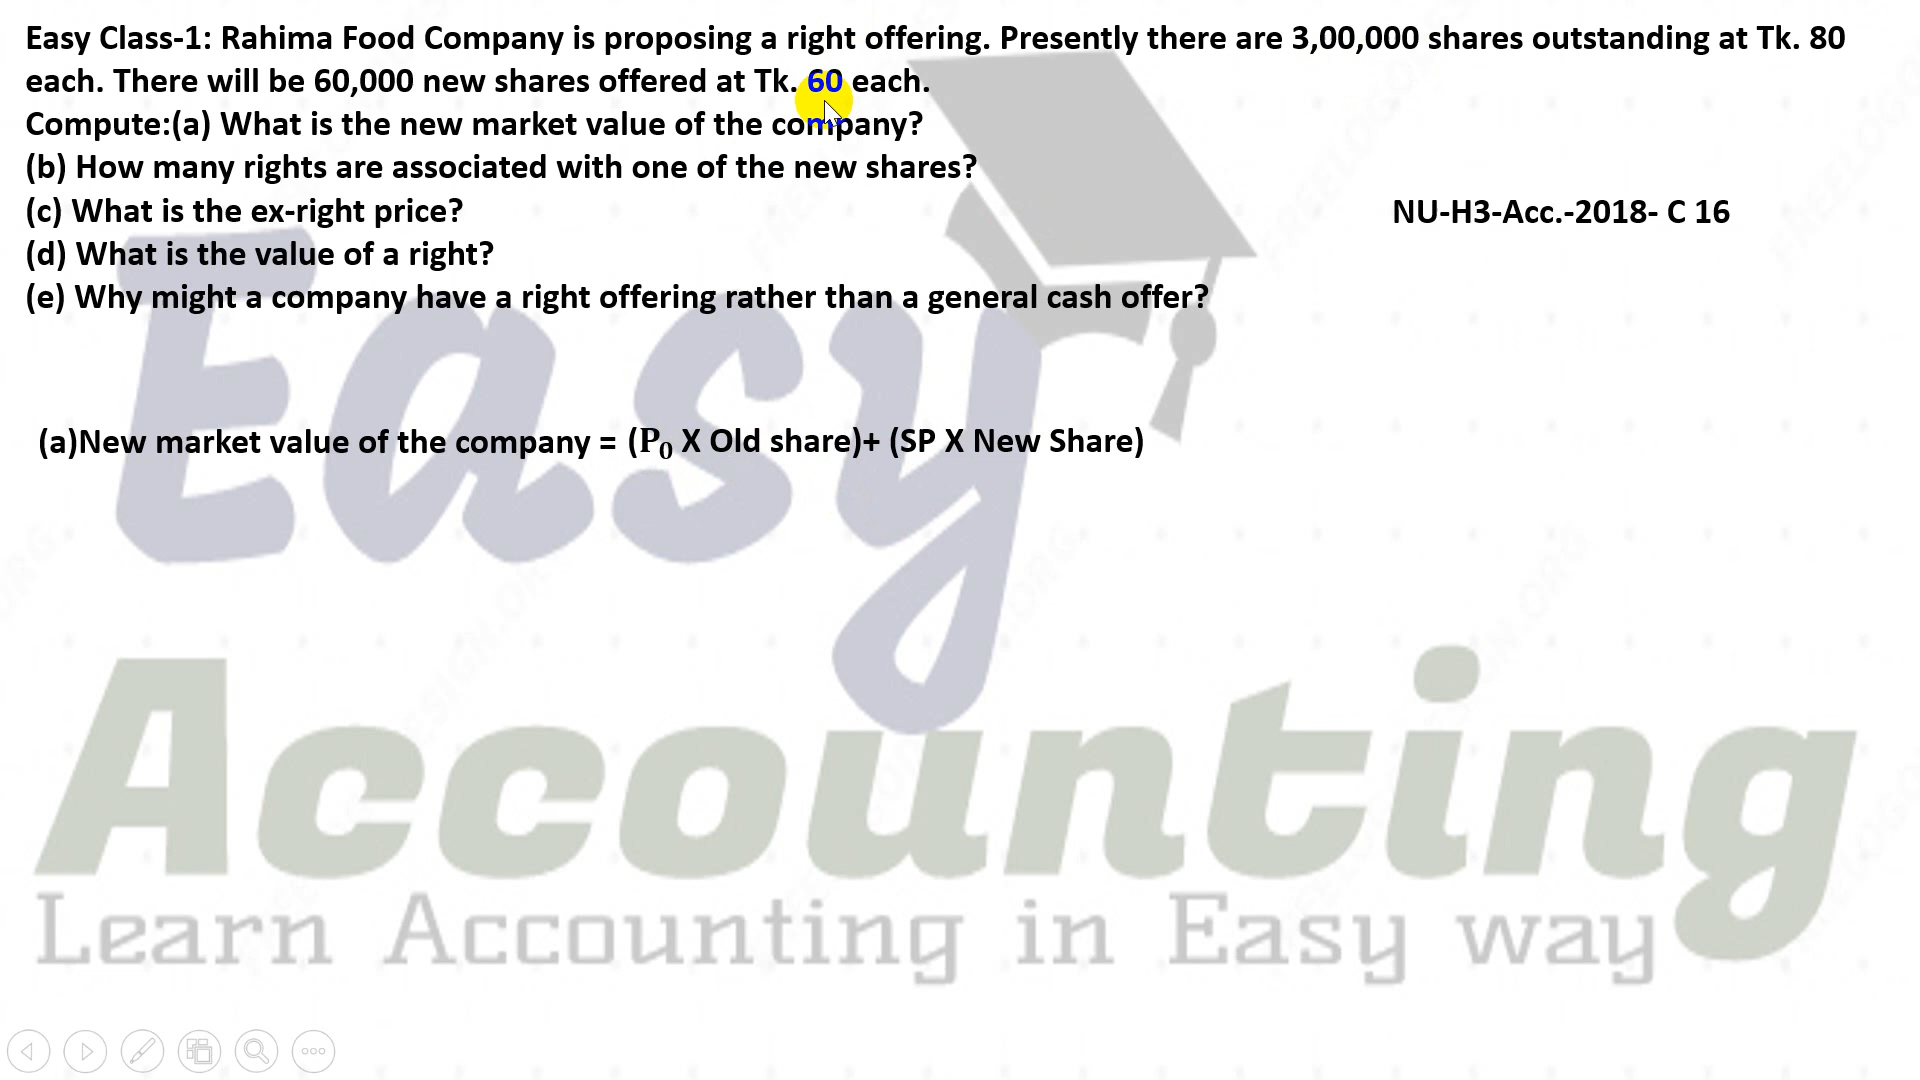 Easy Class-1: Rahima Food Company is proposing a right offering. Presently there are 3,00,000 shares outstanding at Tk. 80
each. There will be 60,000 new shares offered at Tk. 60 each.
Compute:(a) What is the new market value of the company?
(b) How many rights are associated with one of the new shares?
(c) What is the ex-right price?
NU-H3-Acc.-2018- C 16
(d) What is the value of a right?
(e) Why might a company have a right offering rather than a general cash offer?
(a)New market value of the company = (P₀ X Old share)+ (SP X New Share)
Easy
Accounting
Learn Accounting in Easy way